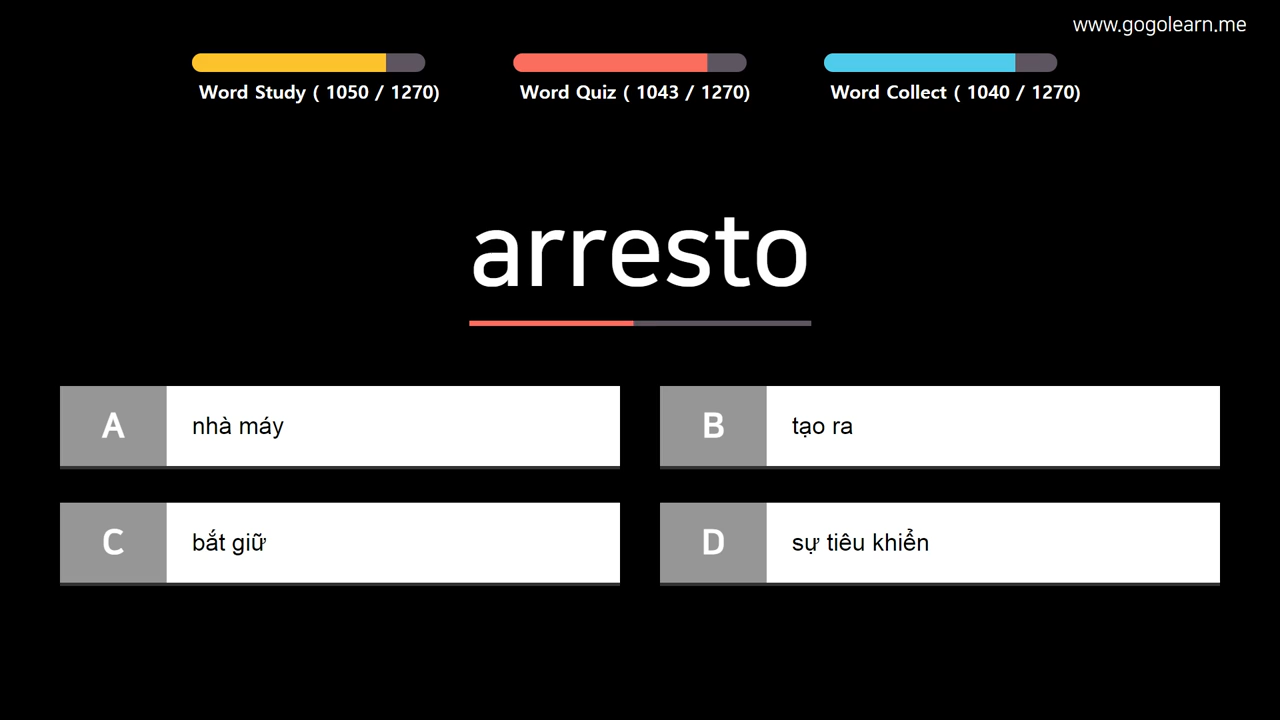 www.gogolearn.me
Word Study ( 1050 / 1270)
Word Quiz ( 1043 / 1270)
Word Collect ( 1040 / 1270)
arresto
A nhà máy
B tạo ra
C bắt giữ
D sự tiêu khiển